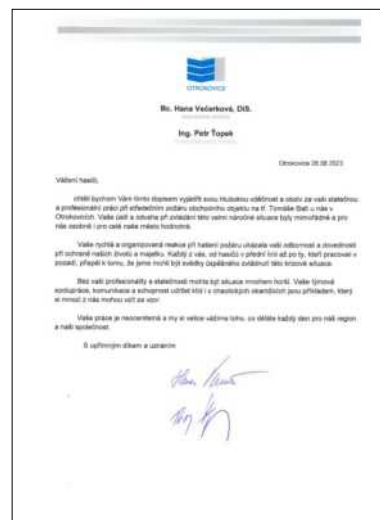 OTROKOVICE
Bc. Hana Večerková, DiS.
Ing. Petr Ťopek
Otrokovice 28.08.2023
Vážení hasiči,
chtěl bychom Vám tímto dopisem vyjádřit svou hlubokou vděčnost a obdiv za vaši statečnou
a profesionální práci při středečním požáru obchodního objektu na tř. Tomáše Bati u nás v
Otrokovicích. Vaše úsilí a odvaha při zvládání této velmi náročné situace byly mimořádné a pro
nás osobně i pro celé naše město hodnotné.
Vaše rychlá a organizovaná reakce při hašení požáru ukázala vaši odbornost a dovednosti
při ochraně našich životů a majetku. Každý z vás, od hasičů v přední linii až po ty, kteří pracovali v
pozadí, přispěl k tomu, že jsme mohli být svědky úspěšného zvládnutí této krizové situace.
Bez vaší profesionality a statečnosti mohla být situace mnohem horší. Vaše týmová
spolupráce, komunikace a schopnost udržet klid i v chaotických okamžicích jsou příkladem, který
si mnozí z nás mohou vzít za vzor.
Vaše práce je neocenitelná a my si velice vážíme toho, co děláte každý den pro náš region
a naši společnost.
S upřímným díkem a uznáním